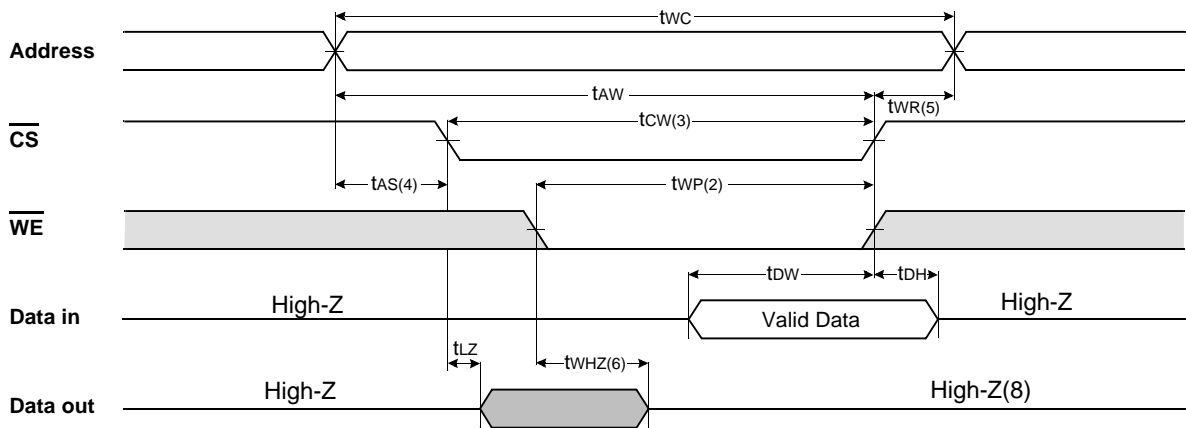 tWC
Address
tAW
tWR(5)
tCW(3)
CS
tAS(4)
tWP(2)
WE
tDW
tDH
Data in
High-Z
Valid Data
High-Z
tLZ
tWHZ(6)
Data out
High-Z
High-Z(8)